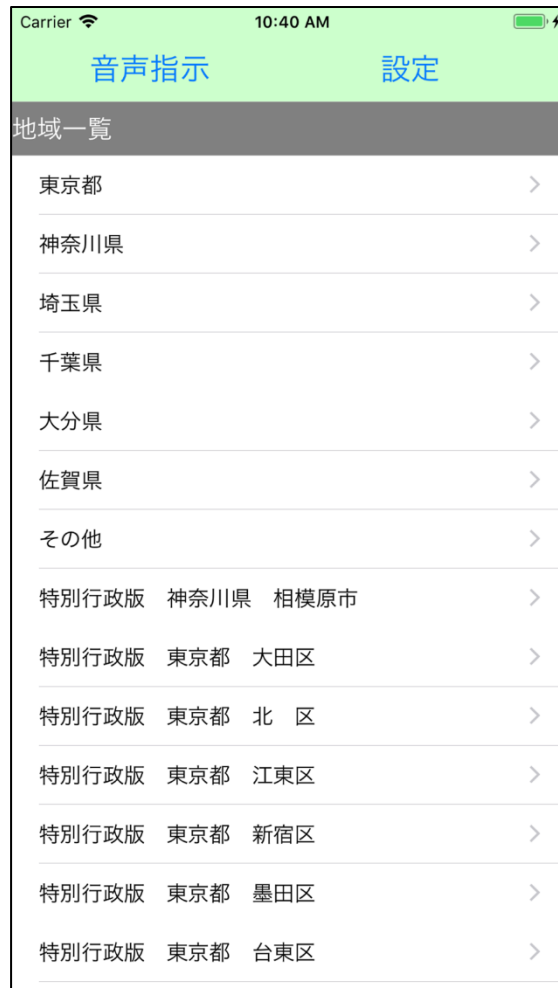 Carrier 10:40 AM
音声指示 設定
地域一覧
東京都
神奈川県
埼玉県
千葉県
大分県
佐賀県
その他
特別行政版　神奈川県　相模原市
特別行政版　東京都　大田区
特別行政版　東京都　北　区
特別行政版　東京都　江東区
特別行政版　東京都　新宿区
特別行政版　東京都　墨田区
特別行政版　東京都　台東区